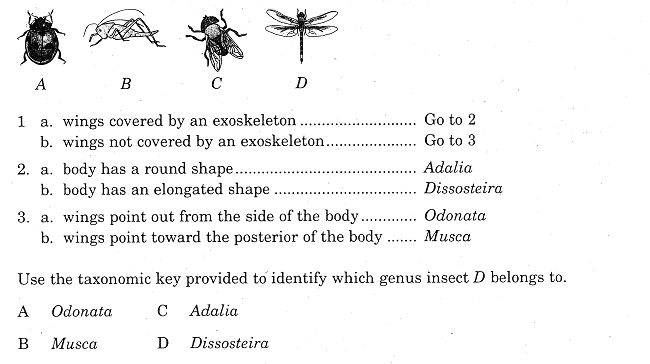 A B C D
1 a. wings covered by an exoskeleton .......................... Go to 2
b. wings not covered by an exoskeleton..................... Go to 3
2. a. body has a round shape......................................... Adalia
b. body has an elongated shape ................................ Dissosteira
3. a. wings point out from the side of the body............. Odonata
b. wings point toward the posterior of the body ....... Musca
Use the taxonomic key provided to identify which genus insect D belongs to.
A Odonata C Adalia
B Musca D Dissosteira